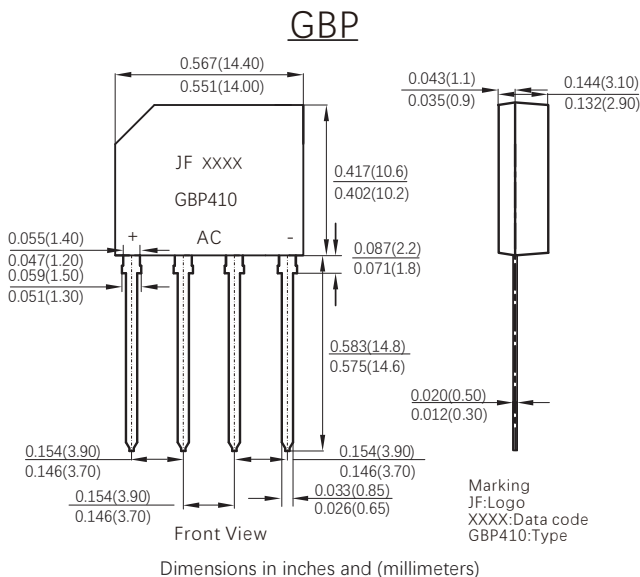 GBP
0.567(14.40)
0.551(14.00)
0.043(1.1)
0.035(0.9)
0.144(3.10)
0.132(2.90)
JF XXXX
GBP410
+ AC -
0.417(10.6)
0.402(10.2)
0.055(1.40)
0.047(1.20)
0.059(1.50)
0.051(1.30)
0.087(2.2)
0.071(1.8)
0.583(14.8)
0.575(14.6)
0.020(0.50)
0.012(0.30)
0.154(3.90)
0.146(3.70)
0.154(3.90)
0.146(3.70)
0.154(3.90)
0.146(3.70)
0.033(0.85)
0.026(0.65)
Front View
Marking
JF:Logo
XXXX:Data code
GBP410:Type
Dimensions in inches and (millimeters)